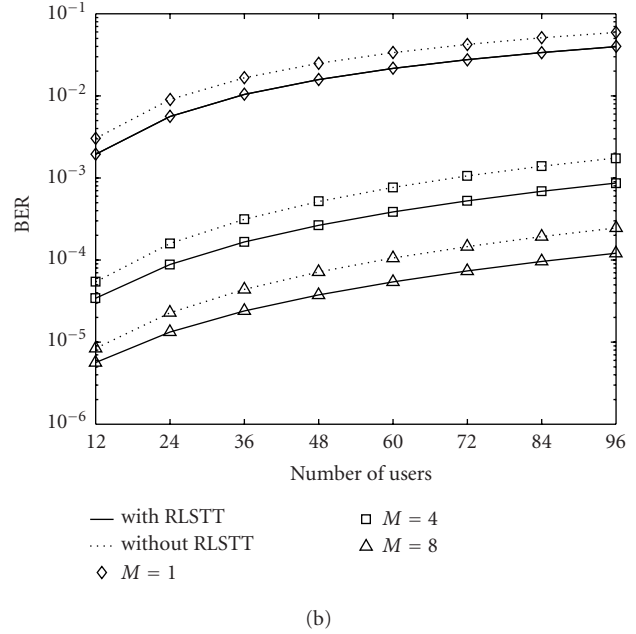 10⁻¹
10⁻²
10⁻³
10⁻⁴
10⁻⁵
10⁻⁶
BER
12 24 36 48 60 72 84 96
Number of users
with RLSTT
without RLSTT
M = 1
M = 4
M = 8
(b)